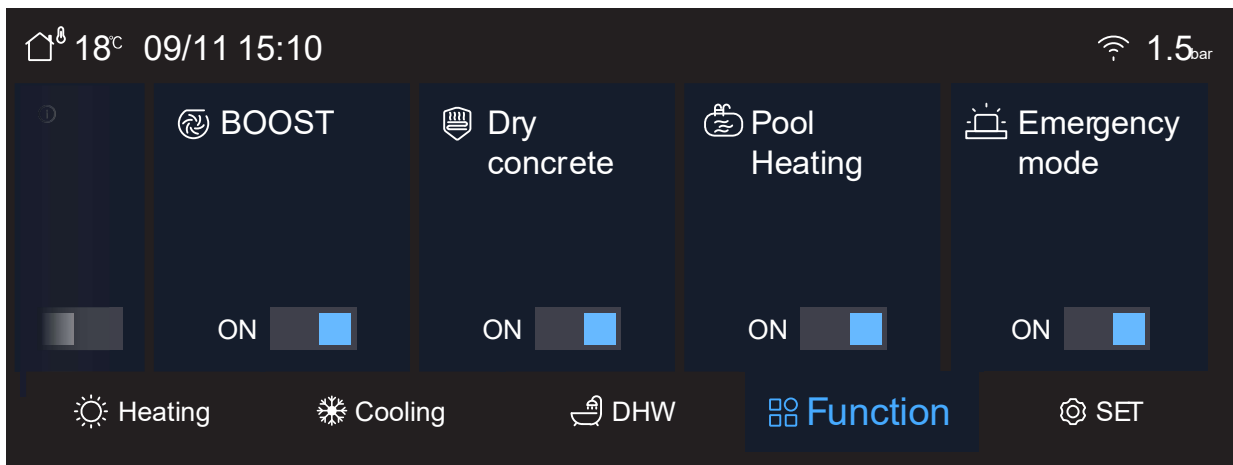 18℃ 09/11 15:10
1.5bar
BOOST
Dry
concrete
Pool
Heating
Emergency
mode
ON
ON
ON
ON
Heating
Cooling
DHW
Function
SET